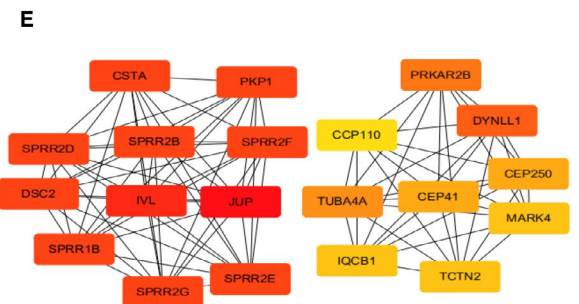 E
CSTA
PKP1
SPRR2D
SPRR2B
SPRR2F
DSC2
IVL
JUP
SPRR1B
SPRR2G
SPRR2E
PRKAR2B
CCP110
DYNLL1
CEP250
TUBA4A
CEP41
MARK4
IQCB1
TCTN2